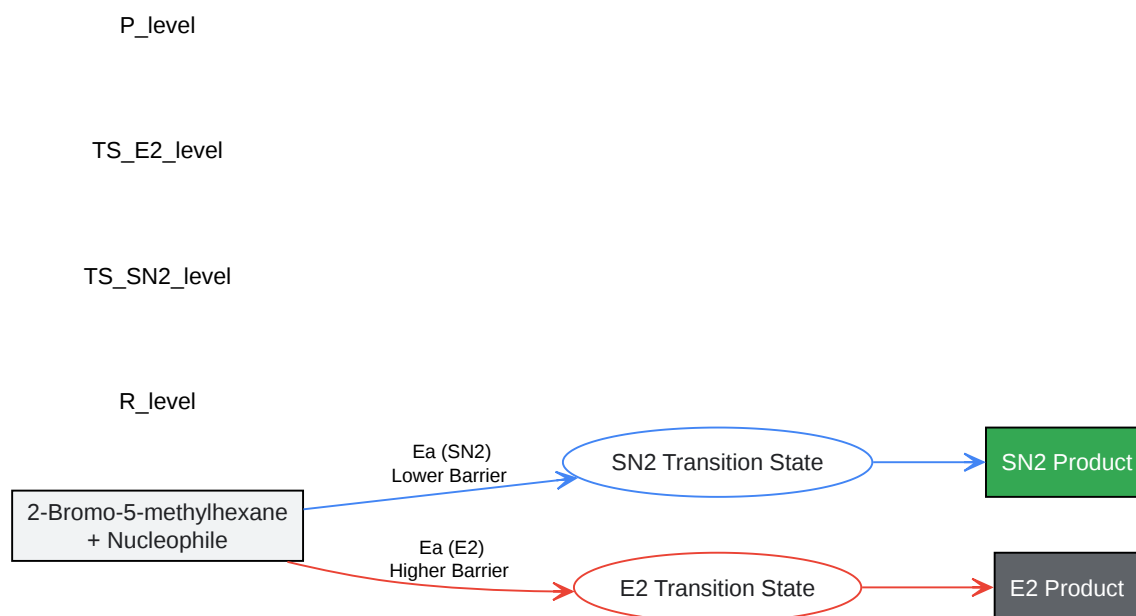 P_level
TS_E2_level
TS_SN2_level
R_level
Ea (SN2)
Lower Barrier
SN2 Transition State
SN2 Product
2-Bromo-5-methylhexane
+ Nucleophile
Ea (E2)
Higher Barrier
E2 Transition State
E2 Product